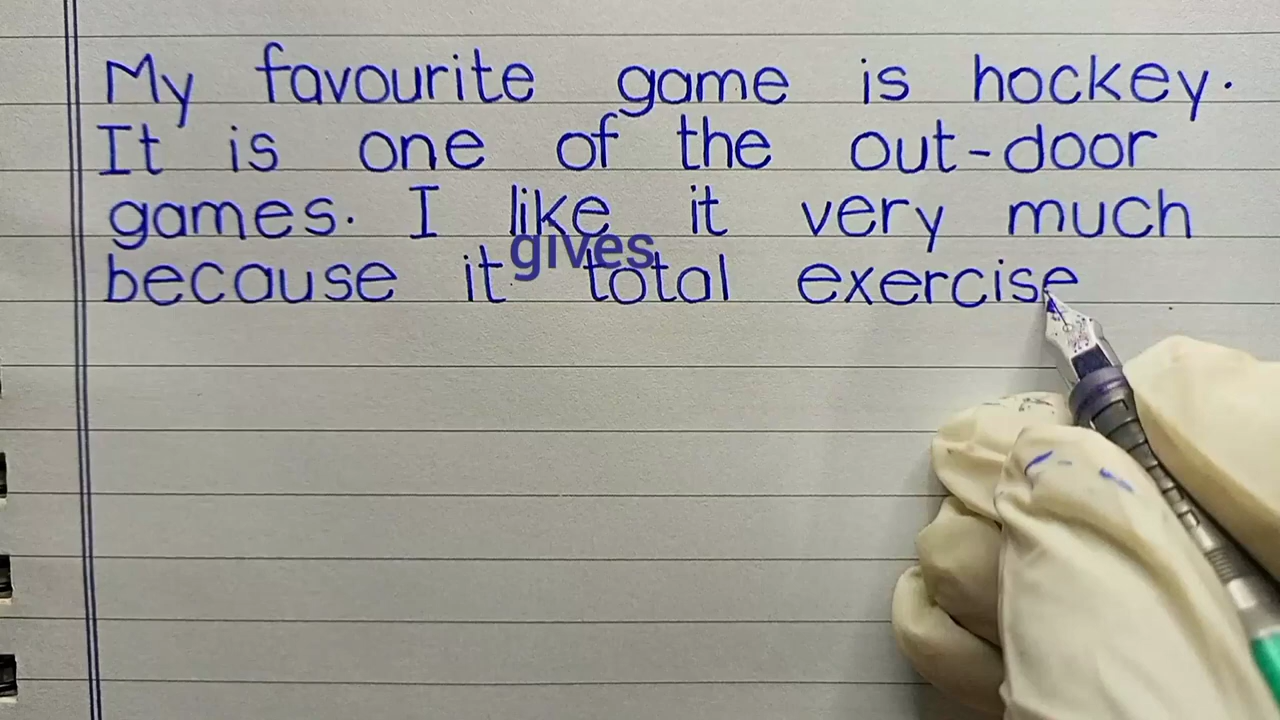 My favourite game is hockey.
It is one of the out-door
games. I like it very much
gives
because it total exercise